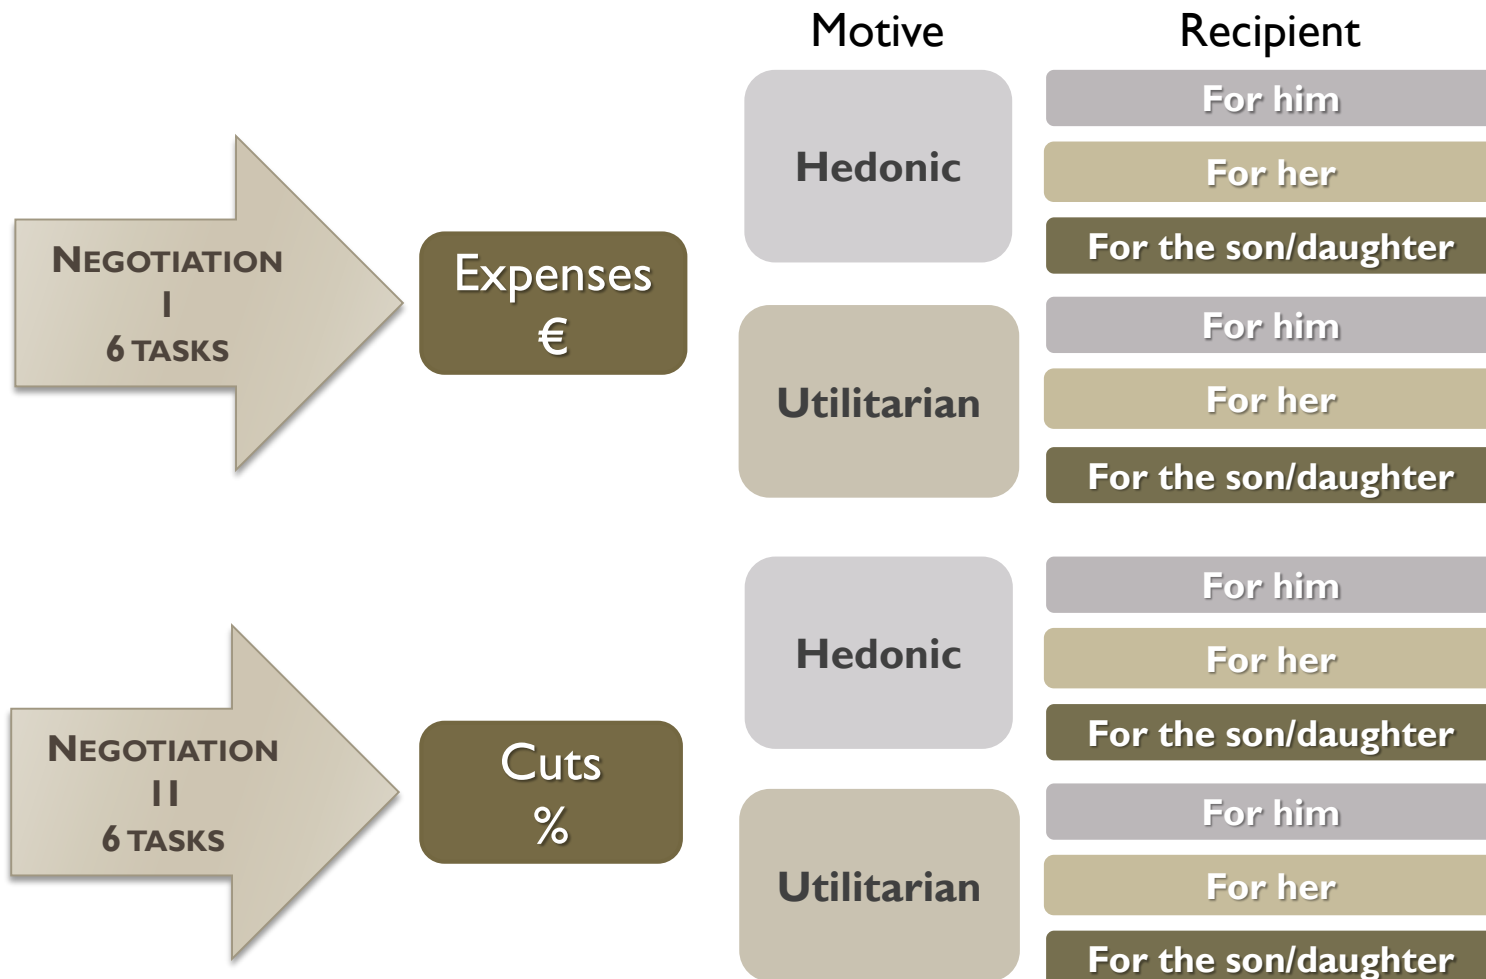 Motive
Recipient
NEGOTIATION
I
6 TASKS
Expenses
€
Hedonic
For him
For her
For the son/daughter
Utilitarian
For him
For her
For the son/daughter
NEGOTIATION
II
6 TASKS
Cuts
%
Hedonic
For him
For her
For the son/daughter
Utilitarian
For him
For her
For the son/daughter